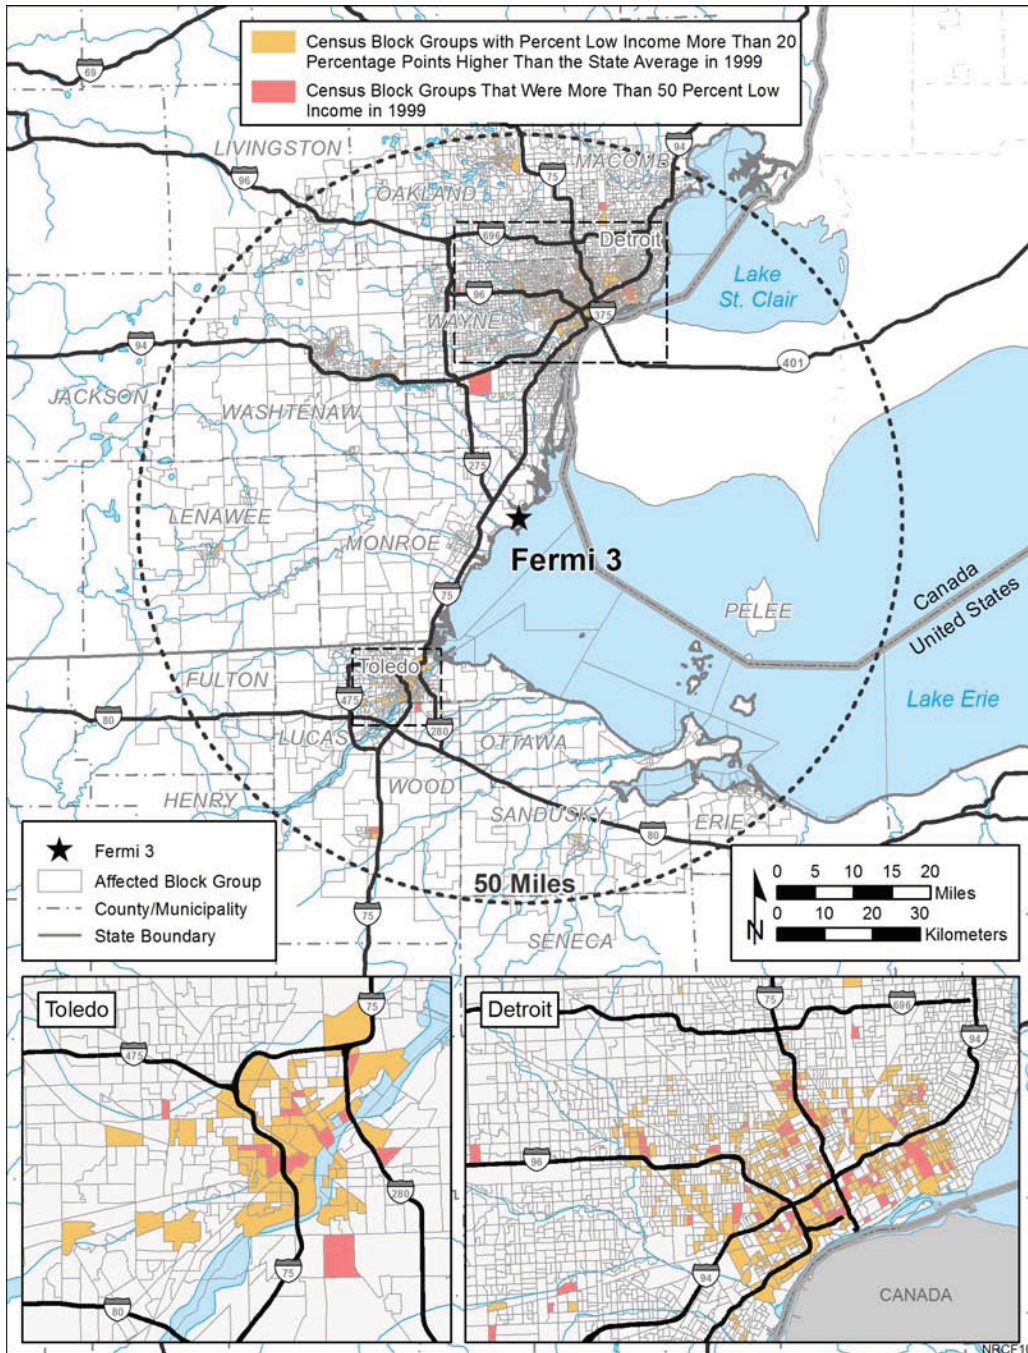 Census Block Groups with Percent Low Income More Than 20
Percentage Points Higher Than the State Average in 1999
Census Block Groups That Were More Than 50 Percent Low
Income in 1999
69
94
LIVINGSTON
MACOMB
96
75
OAKLAND
696
Detroit
Lake
St. Clair
96
375
WAYNE
94
401
JACKSON
WASHTENAW
275
LENAWEE
MONROE
Fermi 3
75
PELEE
Canada
United States
Toledo
FULTON
475
Lake Erie
80
280
LUCAS
OTTAWA
WOOD
HENRY
SANDUSKY
ERIE
80
Fermi 3
Affected Block Group
County/Municipality
State Boundary
50 Miles
75
SENECA
0 5 10 15 20
Miles
0 10 20 30
Kilometers
N
Toledo
75
475
280
75
80
Detroit
75
696
94
96
94
CANADA